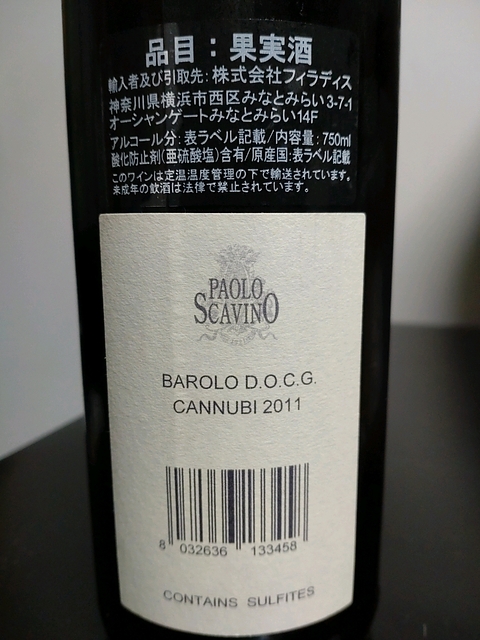 品目：果実酒
輸入者及び引取先：株式会社フィラディス
神奈川県横浜市西区みなとみらい3-7-1
オーシャンゲートみなとみらい14F
アルコール分：表ラベル記載/内容量：750ml
酸化防止剤(亜硫酸塩)含有/原産国：表ラベル記載
このワインは定温温度管理の下で輸送されています。
未成年の飲酒は法律で禁止されています。
PAOLO
SCAVINO
BAROLO D.O.C.G.
CANNUBI 2011
8 032636 133458
CONTAINS SULFITES